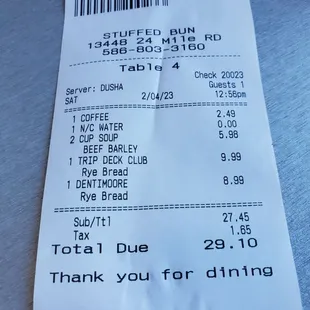 STUFFED BUN
13448 24 Mile RD
586-803-3160
Table 4
Check 20023
Server: DUSHA Guests 1
SAT 2/04/23 12:56pm
1 COFFEE 2.49
1 N/C WATER 0.00
2 CUP SOUP 5.98
BEEF BARLEY
1 TRIP DECK CLUB 9.99
Rye Bread
1 DENTIMOORE 8.99
Rye Bread
Sub/Ttl 27.45
Tax 1.65
Total Due 29.10
Thank you for dining